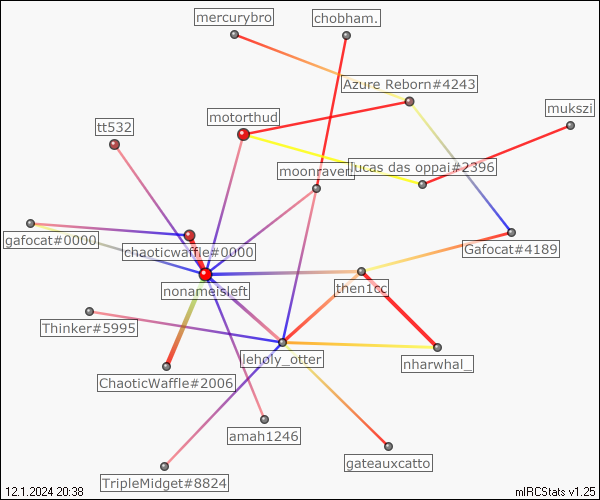 mercurybro
chobham.
Azure Reborn#4243
mukszi
motorthud
tt532
moonraven
lucas das oppai#2396
gafocat#0000
chaoticwaffle#0000
Gafocat#4189
nonameisleft
then1cc
Thinker#5995
leholy_otter
nharwhal_
ChaoticWaffle#2006
amah1246
gateauxcatto
TripleMidget#8824
12.1.2024 20:38
mIRCStats v1.25